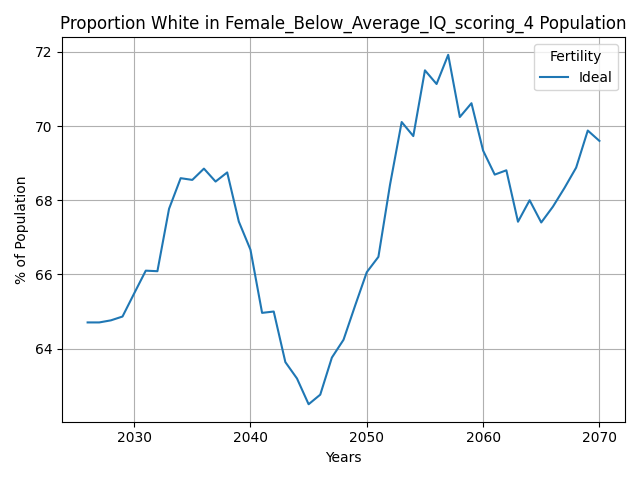 Proportion White in Female_Below_Average_IQ_scoring_4 Population
Fertility
Ideal
72
70
68
66
64
% of Population
2030 2040 2050 2060 2070
Years